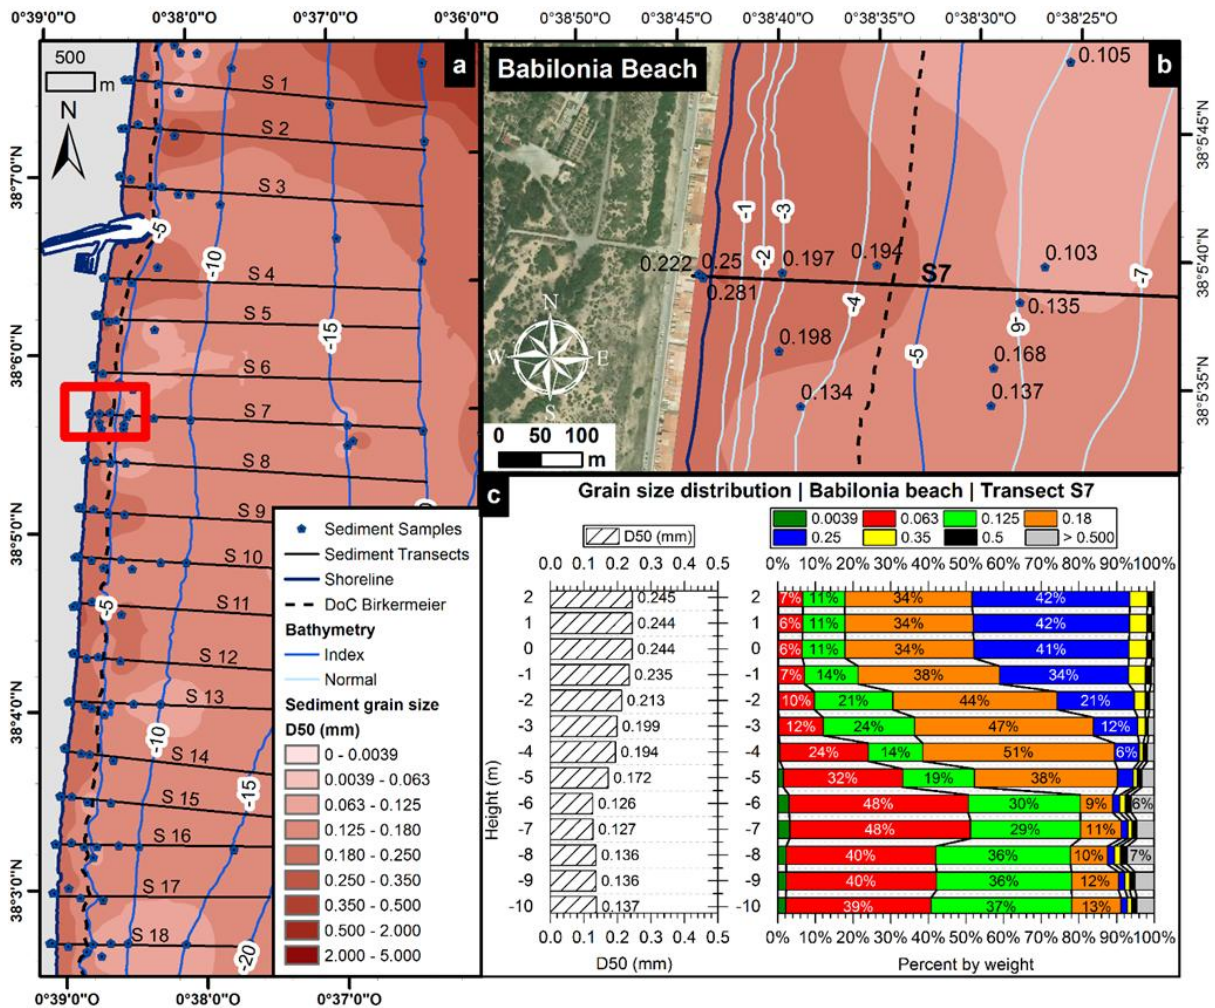 0°39'0"W 0°38'0"W 0°37'0"W 0°36'0"W
500
m
N
a
S 1
S 2
S 3
-5
-10
S 4
S 5
-15
S 6
S 7
S 8
S 9
S 10
-5
S 11
S 12
S 13
-10
S 14
-15
S 15
S 16
S 17
S 18
-20
38°7'0"N
38°6'0"N
38°5'0"N
38°4'0"N
38°3'0"N
0°39'0"W 0°38'0"W 0°37'0"W
Sediment Samples
Sediment Transects
Shoreline
DoC Birkermeier
Bathymetry
Index
Normal
Sediment grain size
D50 (mm)
0 - 0.0039
0.0039 - 0.063
0.063 - 0.125
0.125 - 0.180
0.180 - 0.250
0.250 - 0.350
0.350 - 0.500
0.500 - 2.000
2.000 - 5.000
0°38'50"W 0°38'45"W 0°38'40"W 0°38'35"W 0°38'30"W 0°38'25"W
Babilonia Beach
b
0.105
-1
-2
-3
0.222 0.25 0.197 0.194 0.103
0.281
S7
-7
-4
0.135
-6
0.198
-5
0.168
0.134
0.137
N
W E
S
0 50 100
m
38°5'45"N
38°5'40"N
38°5'35"N
c
Grain size distribution | Babilonia beach | Transect S7
D50 (mm)
0.0 0.1 0.2 0.3 0.4 0.5
2 0.245
1 0.244
0 0.244
-1 0.235
-2 0.213
-3 0.199
-4 0.194
-5 0.172
-6 0.126
-7 0.127
-8 0.136
-9 0.136
-10 0.137
Height (m)
0.0 0.1 0.2 0.3 0.4 0.5
D50 (mm)
0.0039 0.063 0.125 0.18
0.25 0.35 0.5 > 0.500
0% 10% 20% 30% 40% 50% 60% 70% 80% 90% 100%
2 7% 11% 34% 42%
1 6% 11% 34% 42%
0 6% 11% 34% 41%
-1 7% 14% 38% 34%
-2 10% 21% 44% 21%
-3 12% 24% 47% 12%
-4 24% 14% 51% 6%
-5 32% 19% 38%
-6 48% 30% 9% 6%
-7 48% 29% 11%
-8 40% 36% 10% 7%
-9 40% 36% 12%
-10 39% 37% 13%
0% 10% 20% 30% 40% 50% 60% 70% 80% 90% 100%
Percent by weight